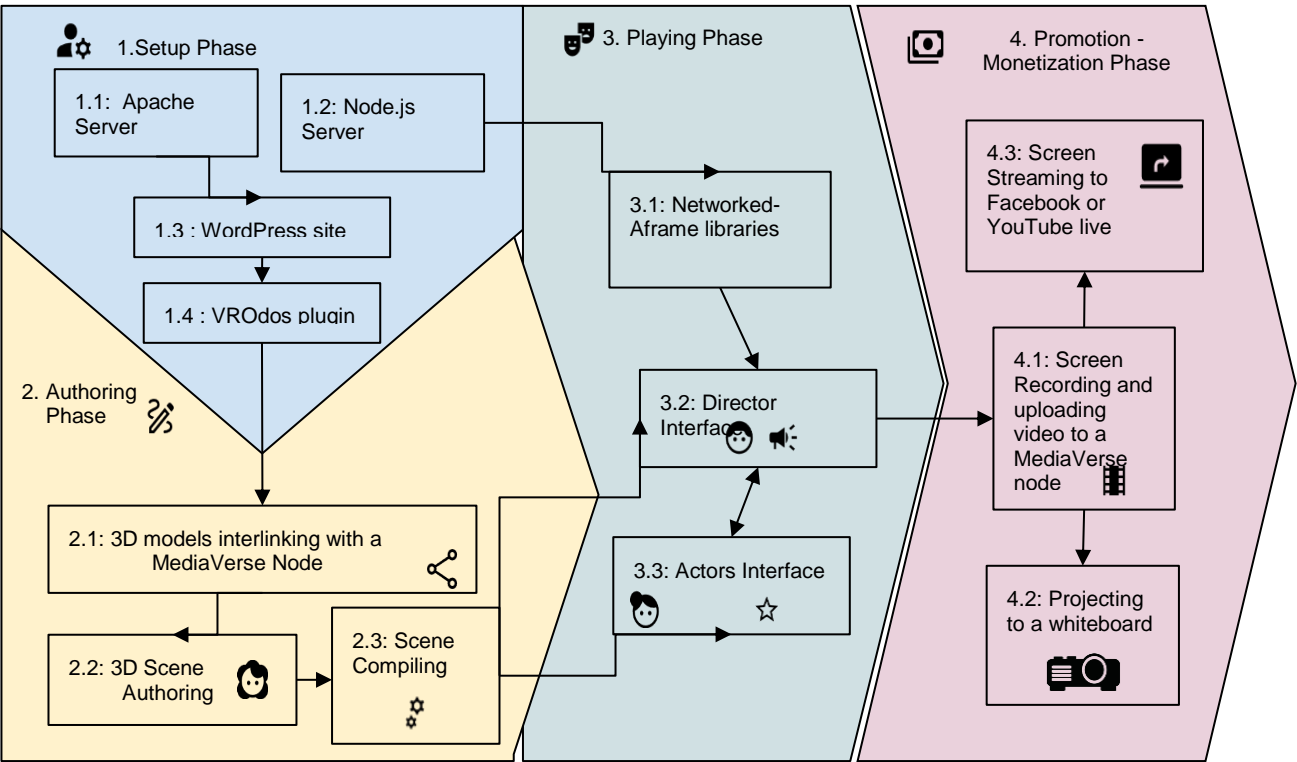 1.Setup Phase
1.1: Apache
Server
1.2: Node.js
Server
1.3 : WordPress site
1.4 : VROdos plugin
2. Authoring
Phase
2.1: 3D models interlinking with a
MediaVerse Node
2.2: 3D Scene
Authoring
2.3: Scene
Compiling
3. Playing Phase
3.1: Networked-
Aframe libraries
3.2: Director
Interface
3.3: Actors Interface
4. Promotion -
Monetization Phase
4.3: Screen
Streaming to
Facebook or
YouTube live
4.1: Screen
Recording and
uploading
video to a
MediaVerse
node
4.2: Projecting
to a whiteboard